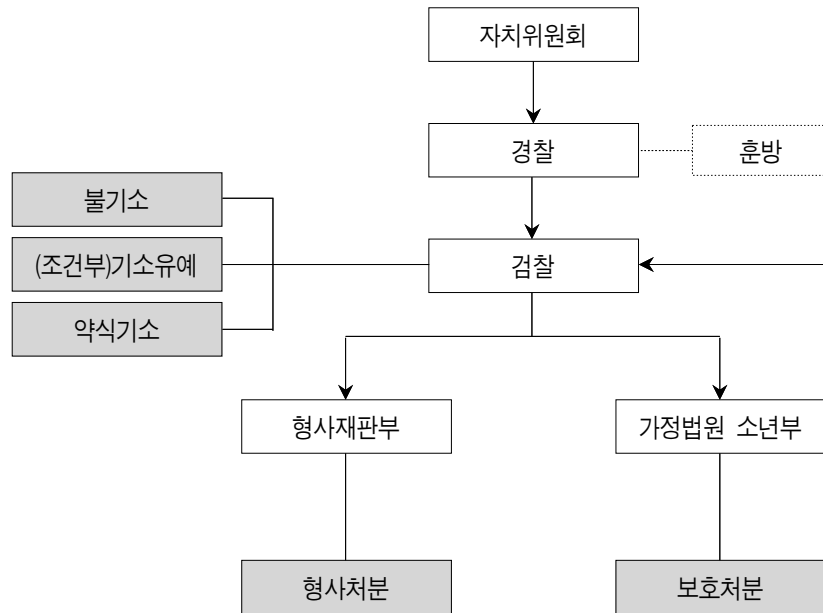 자치위원회
경찰
훈방
불기소
(조건부)기소유예
검찰
약식기소
형사재판부
가정법원 소년부
형사처분
보호처분